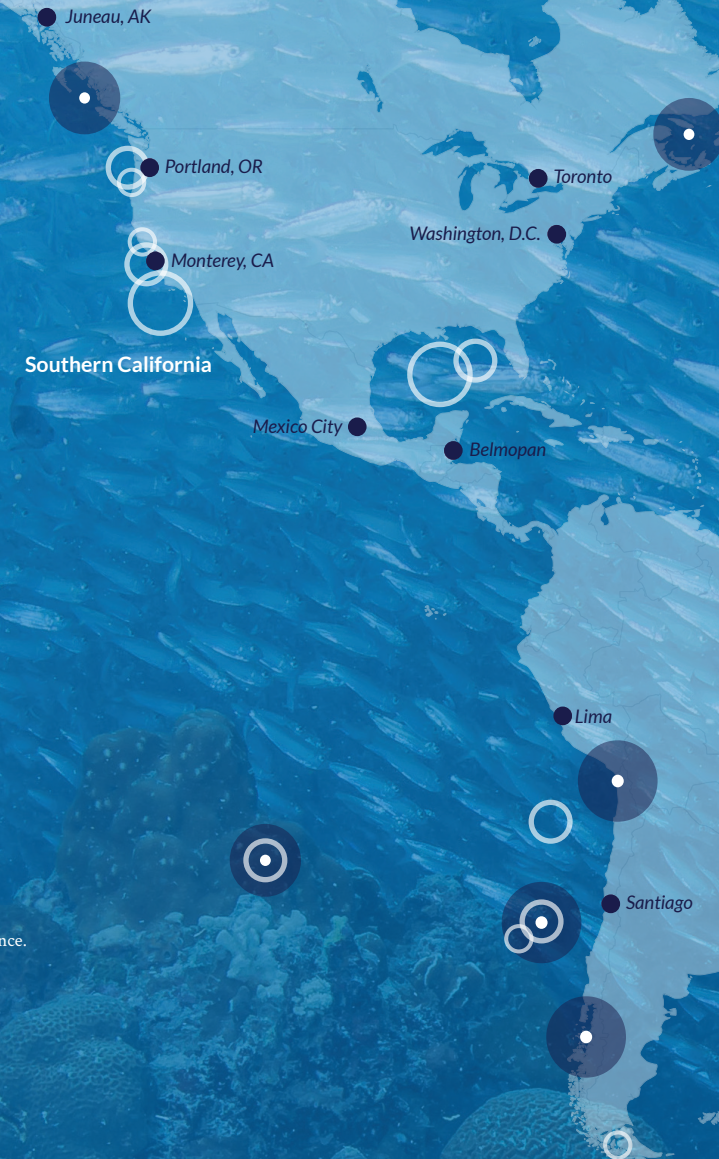 Juneau, AK
Portland, OR
Toronto
Washington, D.C.
Monterey, CA
Southern California
Mexico City
Belmopan
Lima
Santiago
nce.